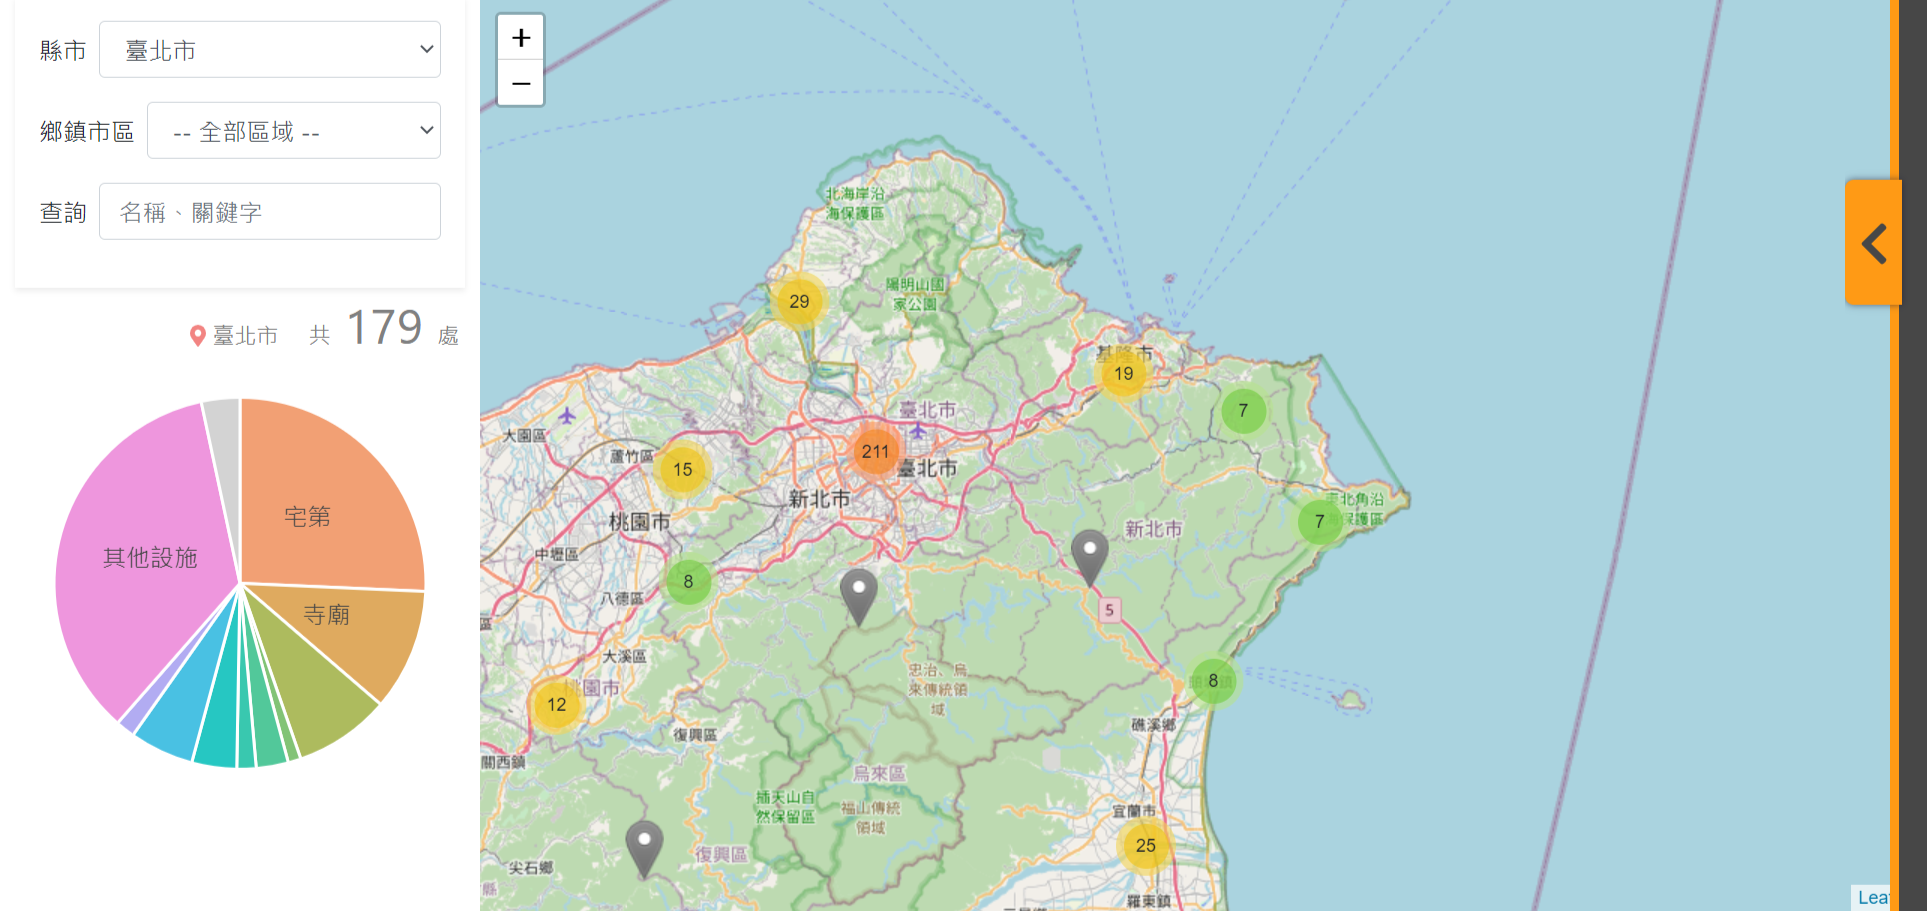 縣市
臺北市
鄉鎮市區
-- 全部區域 --
查詢
名稱、關鍵字
臺北市 共 179 處
其他設施
宅第
寺廟
+
−
北海岸沿
海保護區
陽明山國
家公園
29
基隆市
19
7
臺北市
211
臺北市
大園區
蘆竹區
15
新北市
桃園市
中壢區
8
八德區
新北市
東北角沿
海保護區
7
5
大溪區
桃園市
12
忠治、烏
來傳統領
域
8
頭城鎮
礁溪鄉
復興區
關西鎮
烏來區
插天山自
然保留區
福山傳統
領域
宜蘭市
25
復興區
尖石鄉
縣
羅東鎮
Lea